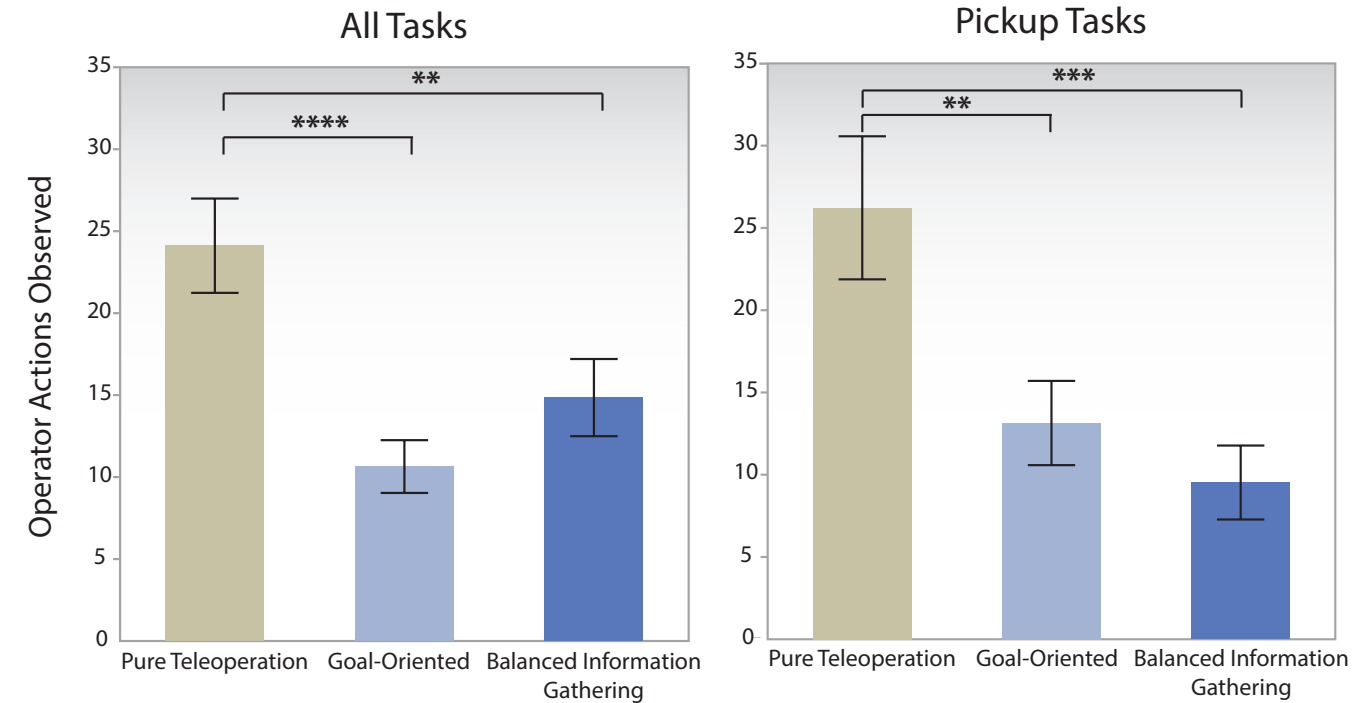 All Tasks
Operator Actions Observed
35
30
25
20
15
10
5
0
**
****
Pure Teleoperation
Goal-Oriented
Balanced Information
Gathering
Pickup Tasks
35
30
25
20
15
10
5
0
***
**
Pure Teleoperation
Goal-Oriented
Balanced Information
Gathering